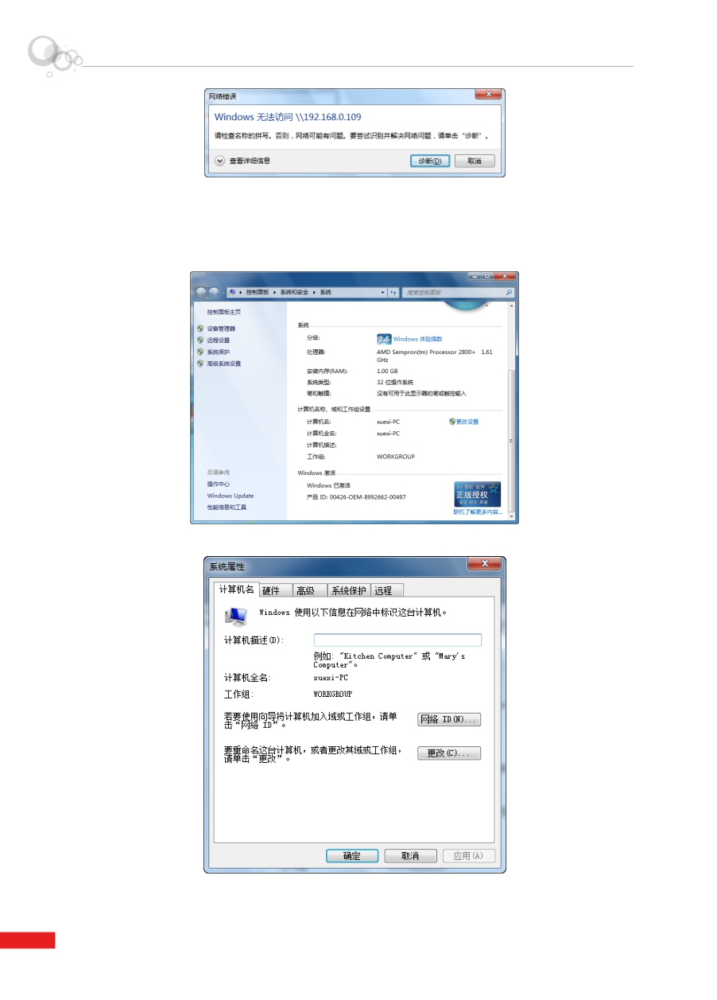 网络错误
Windows 无法访问 \\192.168.0.109
请检查名称的拼写。否则，网络可能有问题。要尝试识别并解决网络问题，请单击“诊断”。
查看详细信息 诊断(D) 取消
控制面板 系统和安全 系统 搜索控制面板
控制面板主页
设备管理器
远程设置
系统保护
高级系统设置
另请参阅
操作中心
Windows Update
性能信息和工具
系统
分级: 2.5 Windows 体验指数
处理器: AMD Sempron(tm) Processor 2800+ 1.61
GHz
安装内存(RAM): 1.00 GB
系统类型: 32 位操作系统
笔和触摸: 没有可用于此显示器的笔或触控输入
计算机名称、域和工作组设置
计算机名: xuexi-PC 更改设置
计算机全名: xuexi-PC
计算机描述:
工作组: WORKGROUP
Windows 激活
Windows 已激活
产品 ID: 00426-OEM-8992662-00497
微软 软件
正版授权
安全 稳定 声誉
联机了解更多内容...
系统属性
计算机名 硬件 高级 系统保护 远程
Windows 使用以下信息在网络中标识这台计算机。
计算机描述(D):
例如: "Kitchen Computer" 或 "Mary's
Computer"。
计算机全名: xuexi-PC
工作组: WORKGROUP
若要使用向导将计算机加入域或工作组，请单
击“网络 ID”。
网络 ID(N)...
要重命名这台计算机，或者更改其域或工作组，
请单击“更改”。
更改(C)...
确定 取消 应用(A)